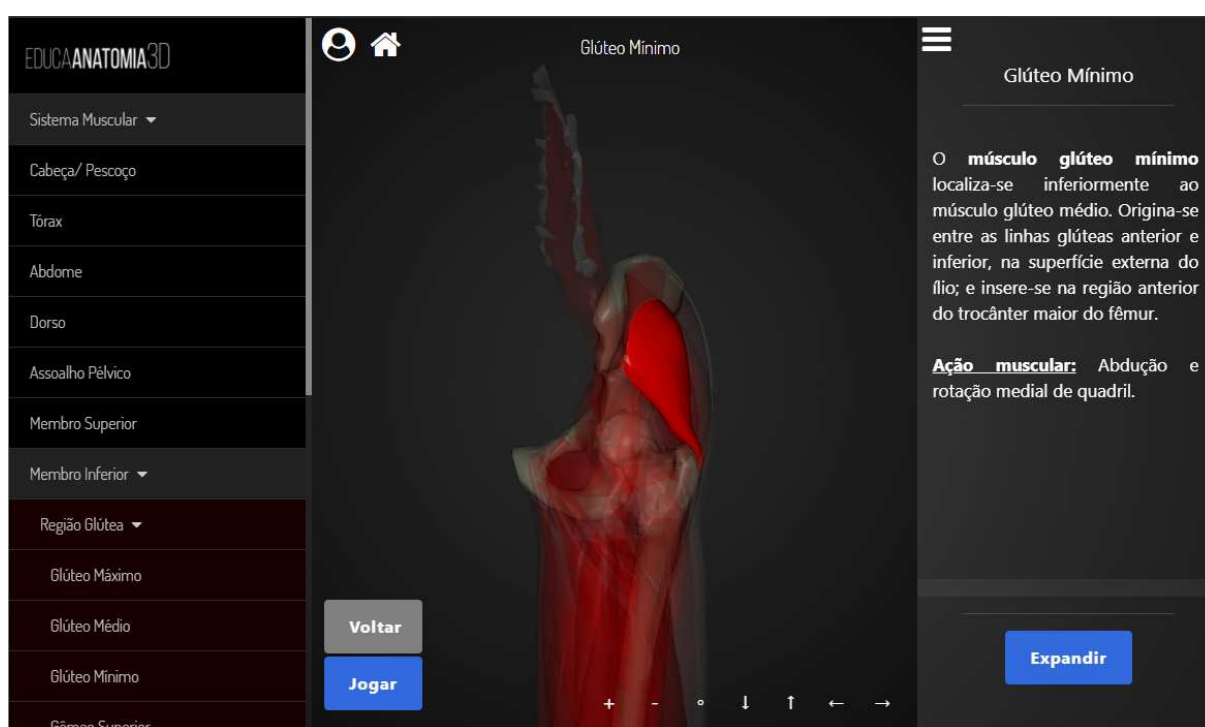 EDUCAANATOMIA3D
Sistema Muscular
Cabeça/ Pescoço
Tórax
Abdome
Dorso
Assoalho Pélvico
Membro Superior
Membro Inferior
Região Glútea
Glúteo Máximo
Glúteo Médio
Glúteo Mínimo
Gêmeo Superior
Glúteo Mínimo
Voltar
Jogar
+ - ° ↓ ↑ ← →
Glúteo Mínimo
O músculo glúteo mínimo
localiza-se inferiormente ao
músculo glúteo médio. Origina-se
entre as linhas glúteas anterior e
inferior, na superfície externa do
ílio; e insere-se na região anterior
do trocânter maior do fêmur.
Ação muscular: Abdução e
rotação medial de quadril.
Expandir